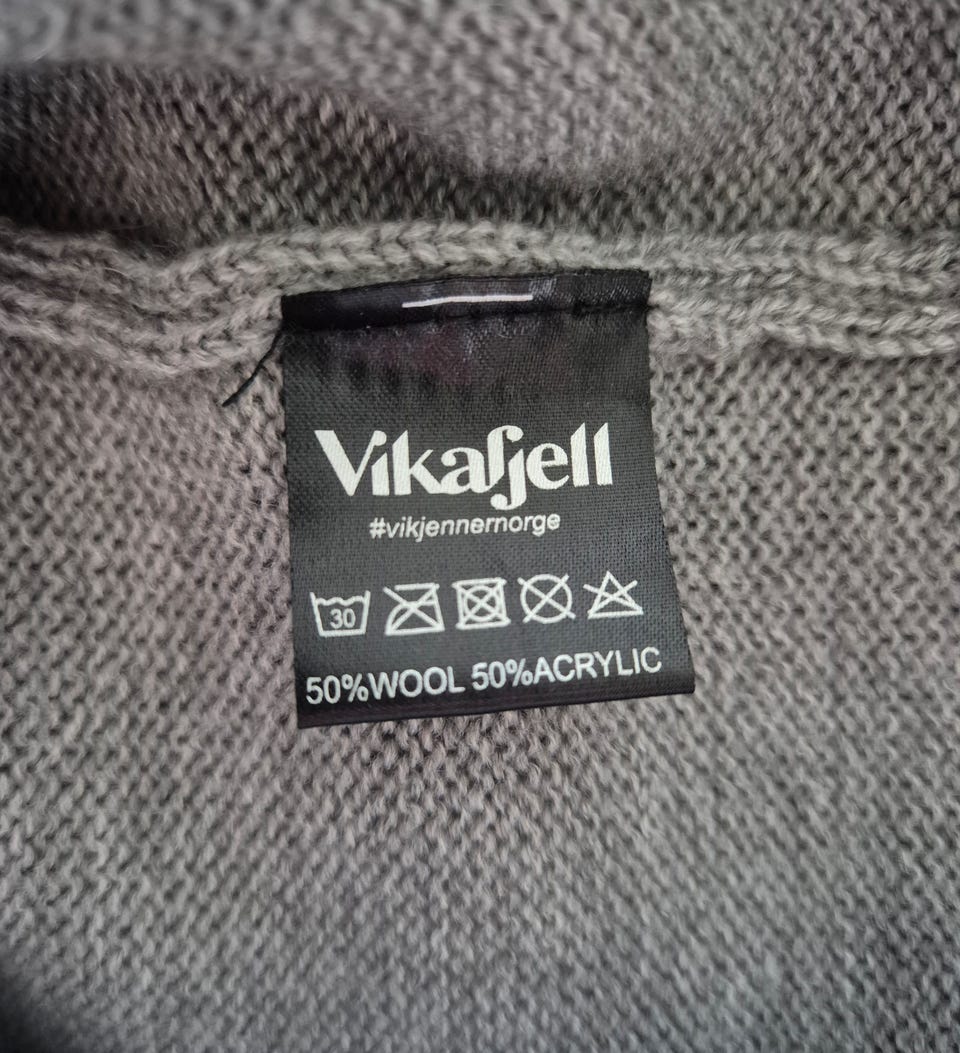 Vikafjell
#vikjennernorge
30
50%WOOL 50%ACRYLIC